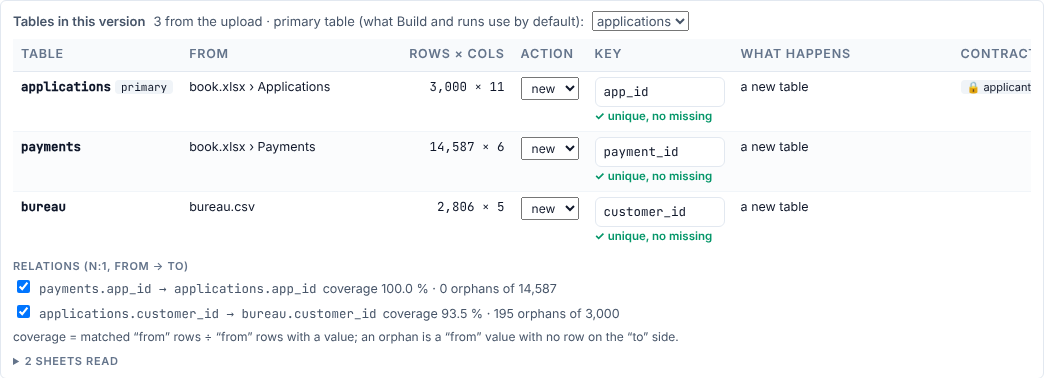 Tables in this version 3 from the upload · primary table (what Build and runs use by default): applications
TABLE FROM ROWS × COLS ACTION KEY WHAT HAPPENS CONTRACT
applications primary book.xlsx › Applications 3,000 × 11 new app_id a new table 🔒 applicant
✓ unique, no missing
payments book.xlsx › Payments 14,587 × 6 new payment_id a new table
✓ unique, no missing
bureau bureau.csv 2,806 × 5 new customer_id a new table
✓ unique, no missing
RELATIONS (N:1, FROM → TO)
payments.app_id → applications.app_id coverage 100.0 % · 0 orphans of 14,587
applications.customer_id → bureau.customer_id coverage 93.5 % · 195 orphans of 3,000
coverage = matched “from” rows ÷ “from” rows with a value; an orphan is a “from” value with no row on the “to” side.
▸ 2 SHEETS READ